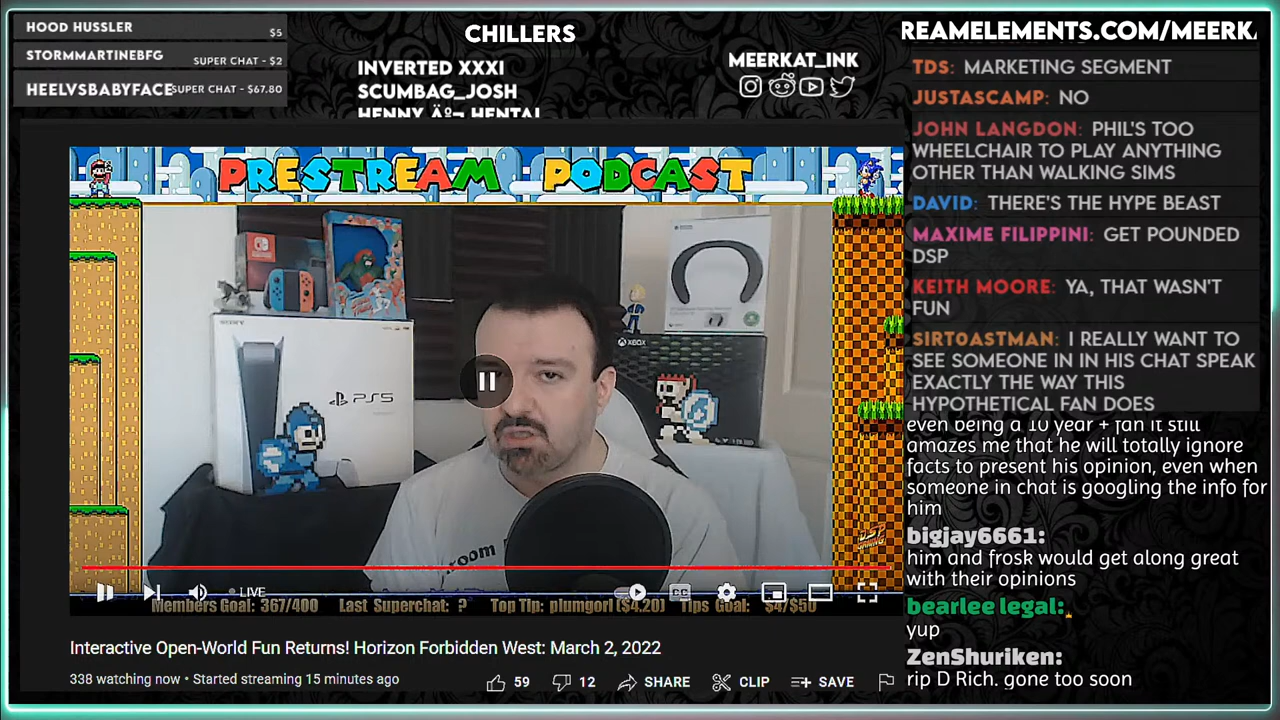 HOOD HUSSLER $5
STORMMARTINEBFG SUPER CHAT - $2
HEELVSBABYFACE SUPER CHAT - $67.80
CHILLERS
INVERTED XXXI
SCUMBAG_JOSH
MEERKAT_INK
REAMELEMENTS.COM/MEERKA
TDS: MARKETING SEGMENT
JUSTASCAMP: NO
JOHN LANGDON: PHIL'S TOO
WHEELCHAIR TO PLAY ANYTHING
OTHER THAN WALKING SIMS
DAVID: THERE'S THE HYPE BEAST
MAXIME FILIPPINI: GET POUNDED
DSP
KEITH MOORE: YA, THAT WASN'T
FUN
SIRTOASTMAN: I REALLY WANT TO
SEE SOMEONE IN IN HIS CHAT SPEAK
EXACTLY THE WAY THIS
HYPOTHETICAL FAN DOES
even being a 10 year + fan it still
amazes me that he will totally ignore
facts to present his opinion, even when
someone in chat is googling the info for
him
bigjay6661:
him and frosk would get along great
with their opinions
bearlee legal:
yup
ZenShuriken:
rip D Rich. gone too soon
PRESTREAM PODCAST
SONY
PS5
XBOX
room
DSP
GAMING
LIVE
CC
Members Goal: 367/400 Last Superchat: ? Top Tip: plumgorl ($4.20) Tips Goal: $4/$50
Interactive Open-World Fun Returns! Horizon Forbidden West: March 2, 2022
338 watching now • Started streaming 15 minutes ago
59 12 SHARE CLIP SAVE